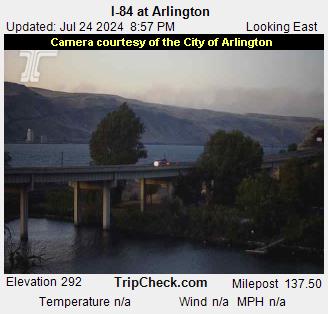 I-84 at Arlington
Updated: Jul 24 2024 8:57 PM Looking East
Camera courtesy of the City of Arlington
Elevation 292 TripCheck.com Milepost 137.50
Temperature n/a Wind n/a MPH n/a